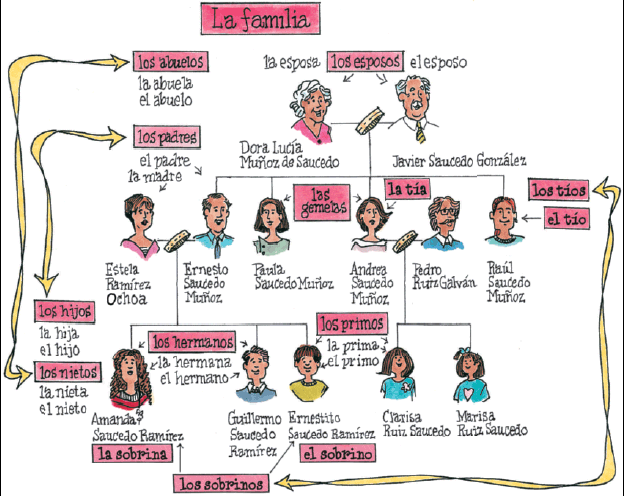 La familia
los abuelos
la abuela
el abuelo
la esposa los esposos el esposo
Dora Lucía
Muñoz de Saucedo
Javier Saucedo González
los padres
el padre
la madre
las
gemelas
la tía
los tíos
el tío
Estela
Ramírez
Ochoa
Ernesto
Saucedo
Muñoz
Paula
Saucedo Muñoz
Andrea
Saucedo
Muñoz
Pedro
Ruiz Galván
Raúl
Saucedo
Muñoz
los hijos
la hija
el hijo
los nietos
la nieta
el nieto
los hermanos
la hermana
el hermano
los primos
la prima
el primo
Amanda
Saucedo Ramírez
Guillermo
Saucedo
Ramírez
Ernestito
Saucedo Ramírez
Clarisa
Ruiz Saucedo
Marisa
Ruiz Saucedo
la sobrina
los sobrinos
el sobrino